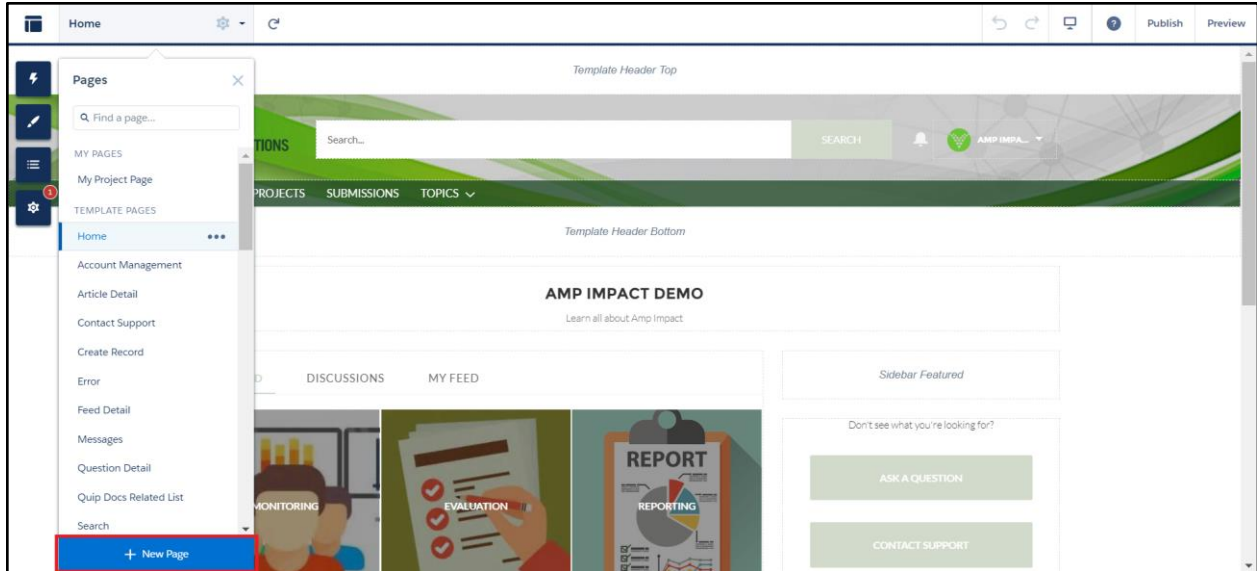 Home
Publish
Preview
Pages
Find a page...
MY PAGES
My Project Page
TEMPLATE PAGES
Home
Account Management
Article Detail
Contact Support
Create Record
Error
Feed Detail
Messages
Question Detail
Quip Docs Related List
Search
+ New Page
1
Template Header Top
Search...
SEARCH
AMP IMPA...
SUBMISSIONS
TOPICS
Template Header Bottom
AMP IMPACT DEMO
Learn all about Amp Impact
DISCUSSIONS
MY FEED
Sidebar Featured
EVALUATION
REPORT
REPORTING
Don't see what you're looking for?
ASK A QUESTION
CONTACT SUPPORT